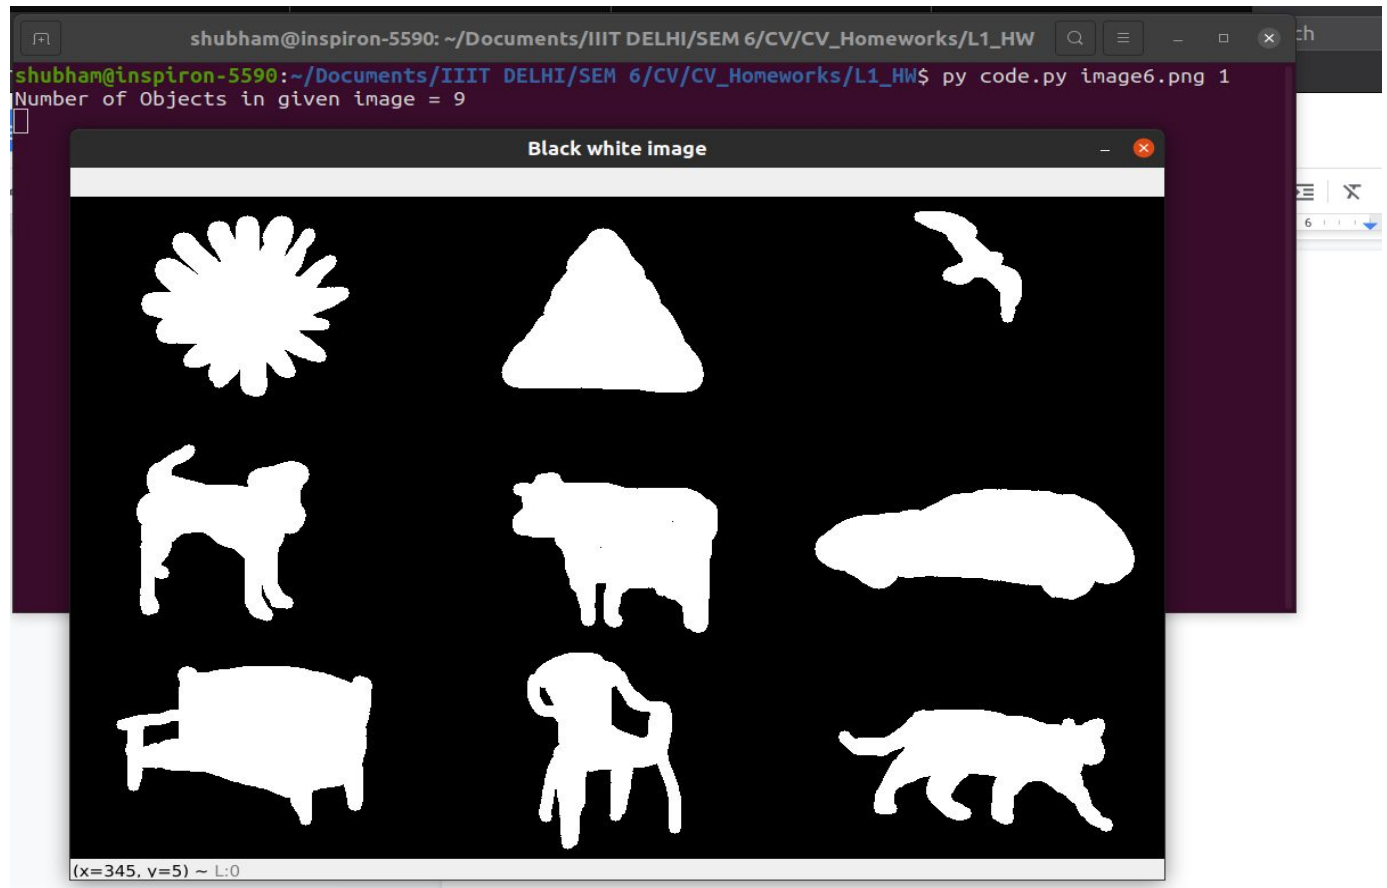 ch
shubham@inspiron-5590: ~/Documents/IIIT DELHI/SEM 6/CV/CV_Homeworks/L1_HW
shubham@inspiron-5590:~/Documents/IIIT DELHI/SEM 6/CV/CV_Homeworks/L1_HW$ py code.py image6.png 1
Number of Objects in given image = 9
Black white image
6
(x=345, y=5) ~ L:0